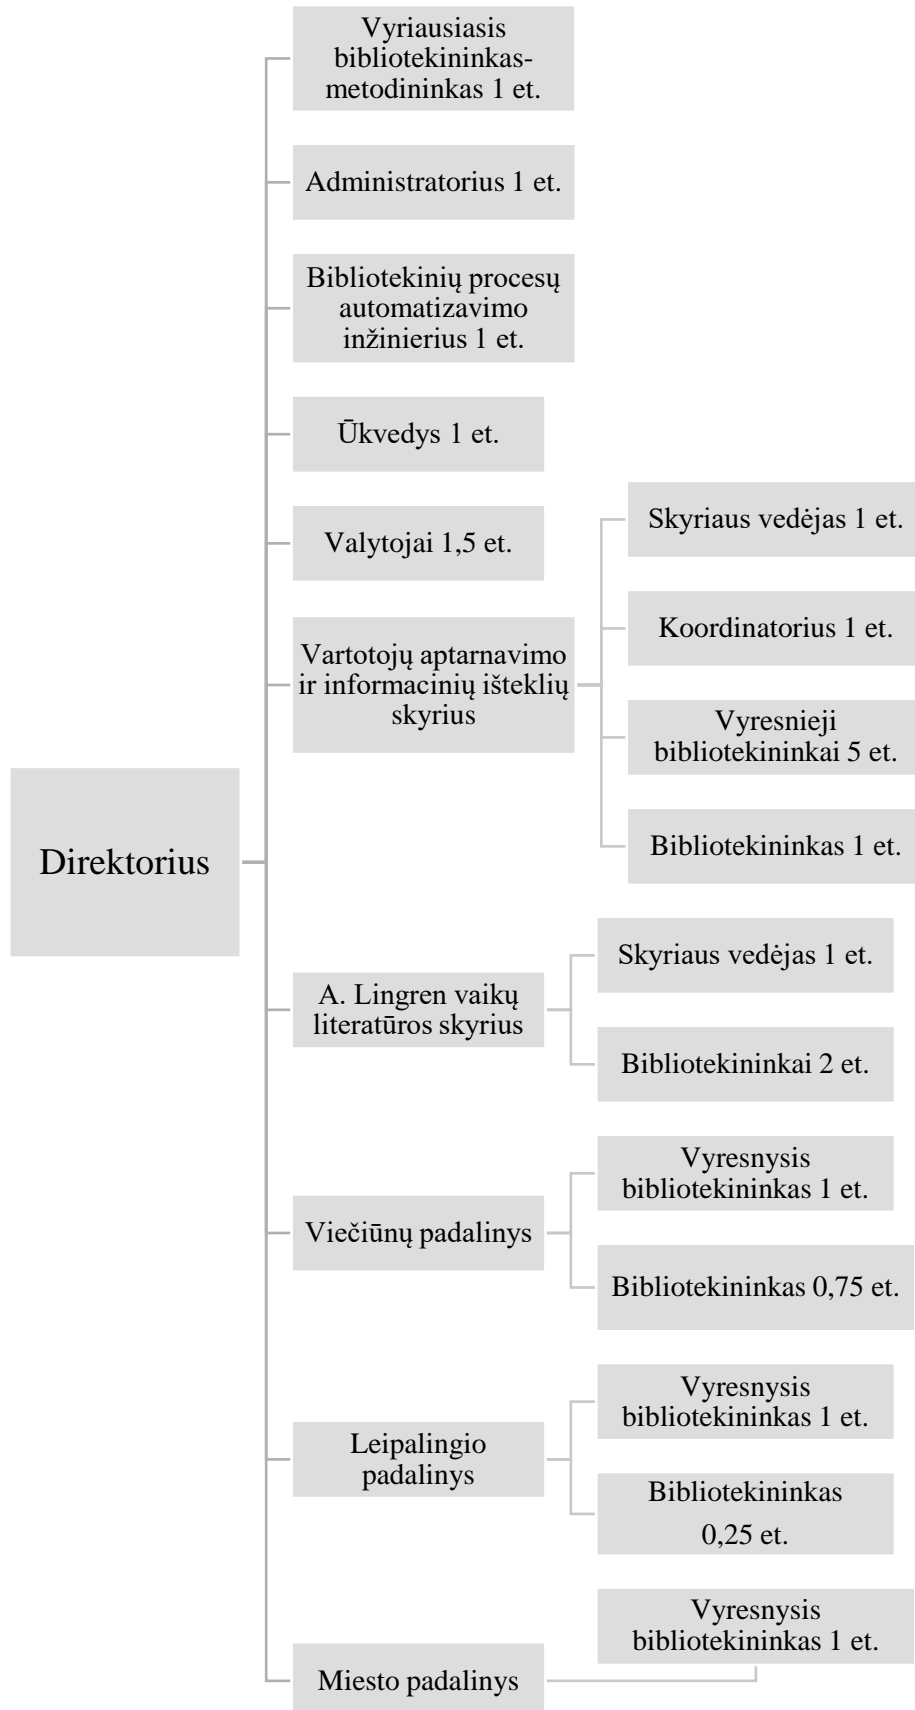 Vyriausiasis
bibliotekininkas-
metodininkas 1 et.
Administratorius 1 et.
Bibliotekinių procesų
automatizavimo
inžinierius 1 et.
Ūkvedys 1 et.
Valytojai 1,5 et.
Vartotojų aptarnavimo
ir informacinių išteklių
skyrius
Skyriaus vedėjas 1 et.
Koordinatorius 1 et.
Vyresnieji
bibliotekininkai 5 et.
Bibliotekininkas 1 et.
Direktorius
A. Lingren vaikų
literatūros skyrius
Skyriaus vedėjas 1 et.
Bibliotekininkai 2 et.
Viečiūnų padalinys
Vyresnysis
bibliotekininkas 1 et.
Bibliotekininkas 0,75 et.
Leipalingio
padalinys
Vyresnysis
bibliotekininkas 1 et.
Bibliotekininkas
0,25 et.
Miesto padalinys
Vyresnysis
bibliotekininkas 1 et.